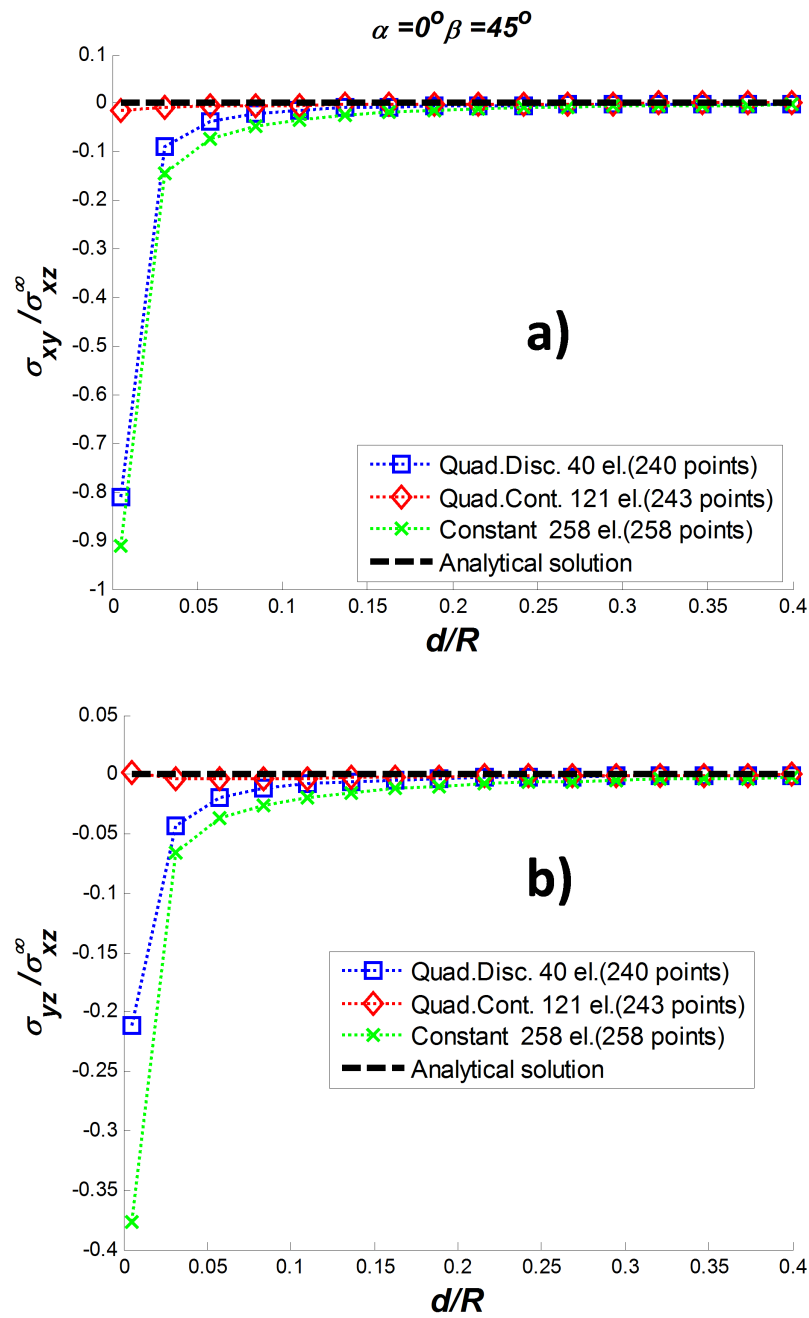 α =0° β =45°
0.1
0
-0.1
-0.2
-0.3
-0.4
-0.5
-0.6
-0.7
-0.8
-0.9
-1
σxy /σ∞xz
a)
Quad.Disc. 40 el.(240 points)
Quad.Cont. 121 el.(243 points)
Constant 258 el.(258 points)
Analytical solution
0 0.05 0.1 0.15 0.2 0.25 0.3 0.35 0.4
d/R
0.05
0
-0.05
-0.1
-0.15
-0.2
-0.25
-0.3
-0.35
-0.4
σyz /σ∞xz
b)
Quad.Disc. 40 el.(240 points)
Quad.Cont. 121 el.(243 points)
Constant 258 el.(258 points)
Analytical solution
0 0.05 0.1 0.15 0.2 0.25 0.3 0.35 0.4
d/R